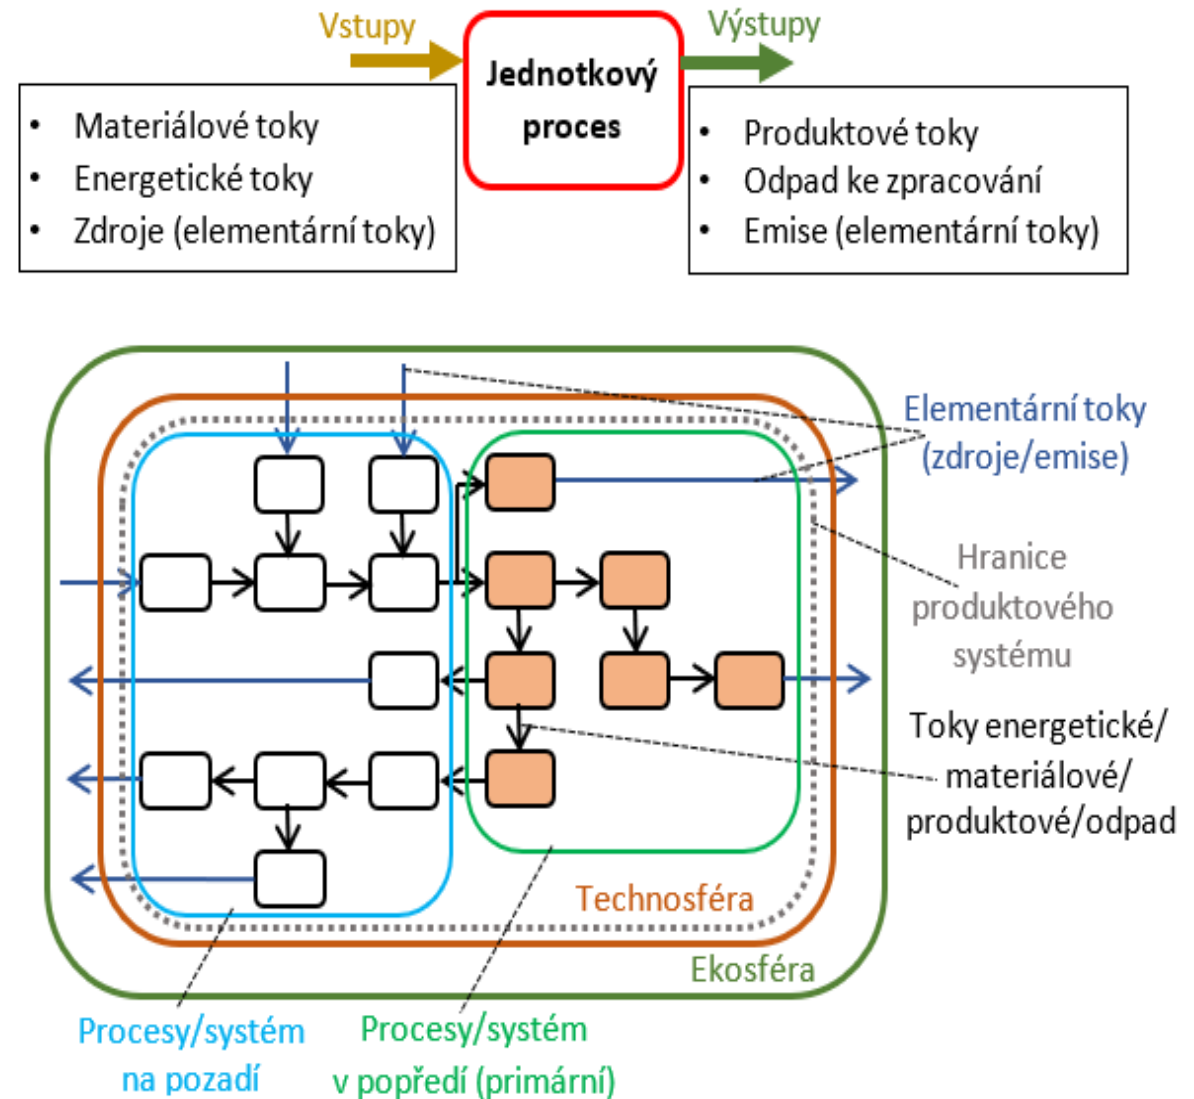 Vstupy
Výstupy
Jednotkový
proces
• Materiálové toky
• Energetické toky
• Zdroje (elementární toky)
• Produktové toky
• Odpad ke zpracování
• Emise (elementární toky)
Elementární toky
(zdroje/emise)
Hranice
produktového
systému
Toky energetické/
materiálové/
produktové/odpad
Technosféra
Ekosféra
Procesy/systém
na pozadí
Procesy/systém
v popředí (primární)